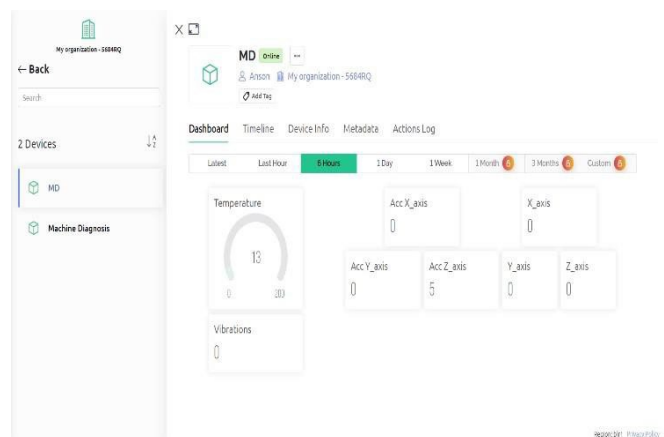 My organization - 5684RQ
← Back
Search
2 Devices
MD
Machine Diagnosis
X
MD Online ...
Anson My organization - 5684RQ
Add Tag
Dashboard Timeline Device Info Metadata Actions Log
Latest Last Hour 6 Hours 1 Day 1 Week 1 Month 3 Months Custom
Temperature
13
0 200
Acc X_axis
0
X_axis
0
Acc Y_axis
0
Acc Z_axis
5
Y_axis
0
Z_axis
0
Vibrations
0
Region: blr1 Privacy Policy